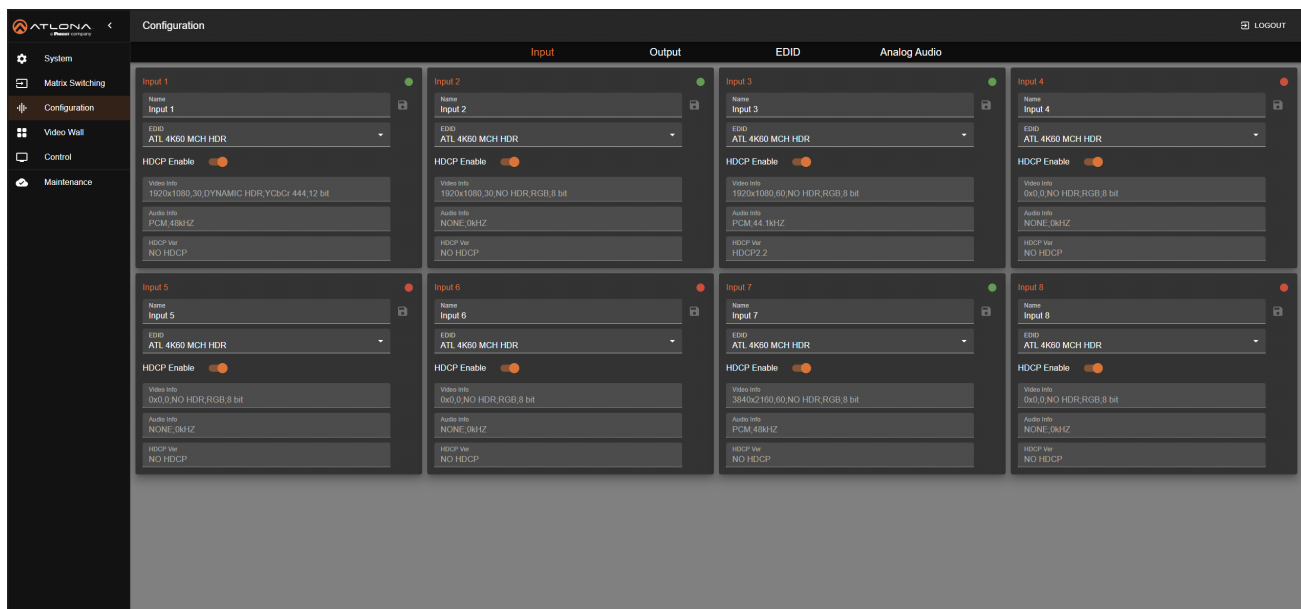 ATLONA
a Panduit company
Configuration
LOGOUT
System
Matrix Switching
Configuration
Video Wall
Control
Maintenance
Input Output EDID Analog Audio
Input 1
Name
Input 1
EDID
ATL 4K60 MCH HDR
HDCP Enable
Video Info
1920x1080,30;DYNAMIC HDR;YCbCr 444;12 bit
Audio Info
PCM;48kHZ
HDCP Ver
NO HDCP
Input 2
Name
Input 2
EDID
ATL 4K60 MCH HDR
HDCP Enable
Video Info
1920x1080,30;NO HDR;RGB;8 bit
Audio Info
NONE;0kHZ
HDCP Ver
NO HDCP
Input 3
Name
Input 3
EDID
ATL 4K60 MCH HDR
HDCP Enable
Video Info
1920x1080,60;NO HDR;RGB;8 bit
Audio Info
PCM;44.1kHZ
HDCP Ver
HDCP2.2
Input 4
Name
Input 4
EDID
ATL 4K60 MCH HDR
HDCP Enable
Video Info
0x0,0;NO HDR;RGB;8 bit
Audio Info
NONE;0kHZ
HDCP Ver
NO HDCP
Input 5
Name
Input 5
EDID
ATL 4K60 MCH HDR
HDCP Enable
Video Info
0x0,0;NO HDR;RGB;8 bit
Audio Info
NONE;0kHZ
HDCP Ver
NO HDCP
Input 6
Name
Input 6
EDID
ATL 4K60 MCH HDR
HDCP Enable
Video Info
0x0,0;NO HDR;RGB;8 bit
Audio Info
NONE;0kHZ
HDCP Ver
NO HDCP
Input 7
Name
Input 7
EDID
ATL 4K60 MCH HDR
HDCP Enable
Video Info
3840x2160,60;NO HDR;RGB;8 bit
Audio Info
PCM;48kHZ
HDCP Ver
NO HDCP
Input 8
Name
Input 8
EDID
ATL 4K60 MCH HDR
HDCP Enable
Video Info
0x0,0;NO HDR;RGB;8 bit
Audio Info
NONE;0kHZ
HDCP Ver
NO HDCP